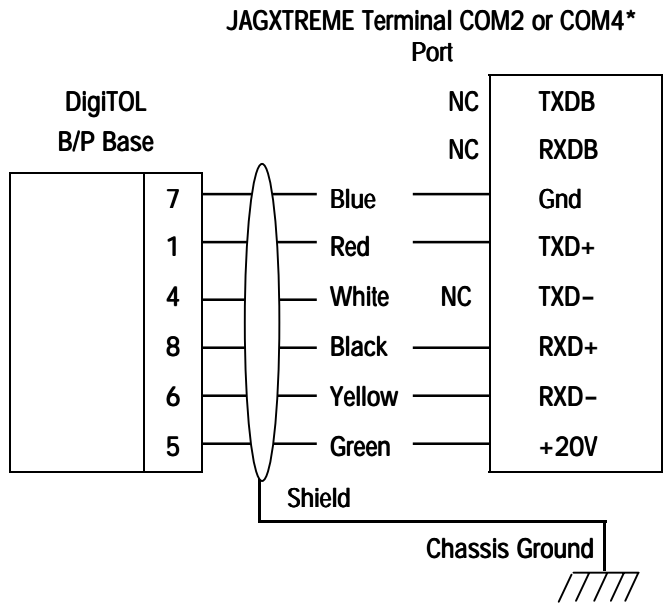 JAGXTREME Terminal COM2 or COM4*
Port
DigiTOL
B/P Base
NC TXDB
NC RXDB
7 Blue Gnd
1 Red TXD+
4 White NC TXD-
8 Black RXD+
6 Yellow RXD-
5 Green +20V
Shield
Chassis Ground